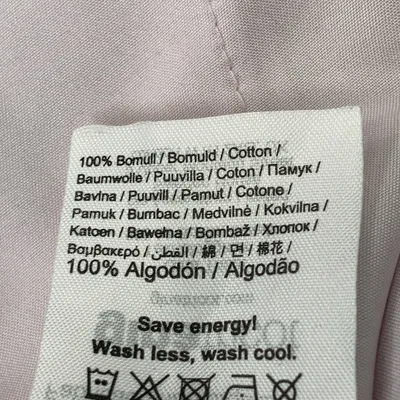 100% Bomull / Bomuld / Cotton /
Baumwolle / Puuvilla / Coton / Памук /
Bavlna / Puuvill / Pamut / Cotone /
Pamuk / Bumbac / Medvilnė / Kokvilna /
Katoen / Bawełna / Bombaž / Хлопок /
Βαμβακερό / القطن / 綿 / 면 / 棉花 /
100% Algodón / Algodão
Save energy!
Wash less, wash cool.